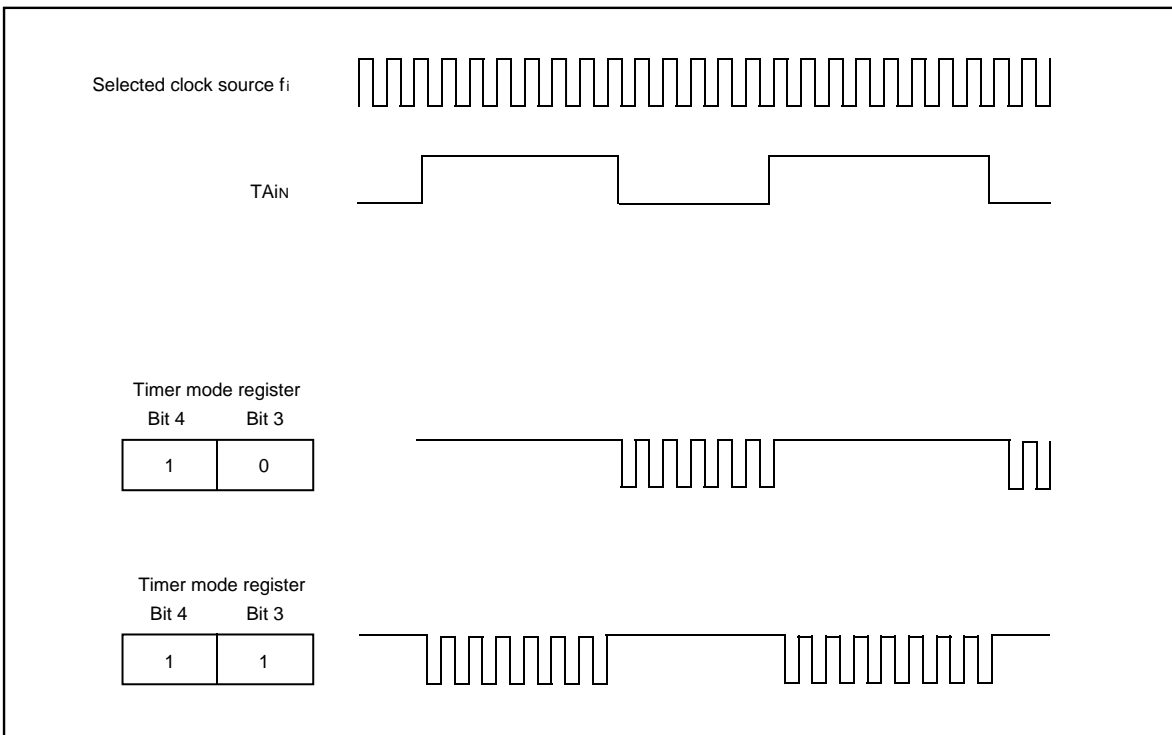 Selected clock source fi
TAiN
Timer mode register
Bit 4 Bit 3
1 0
Timer mode register
Bit 4 Bit 3
1 1